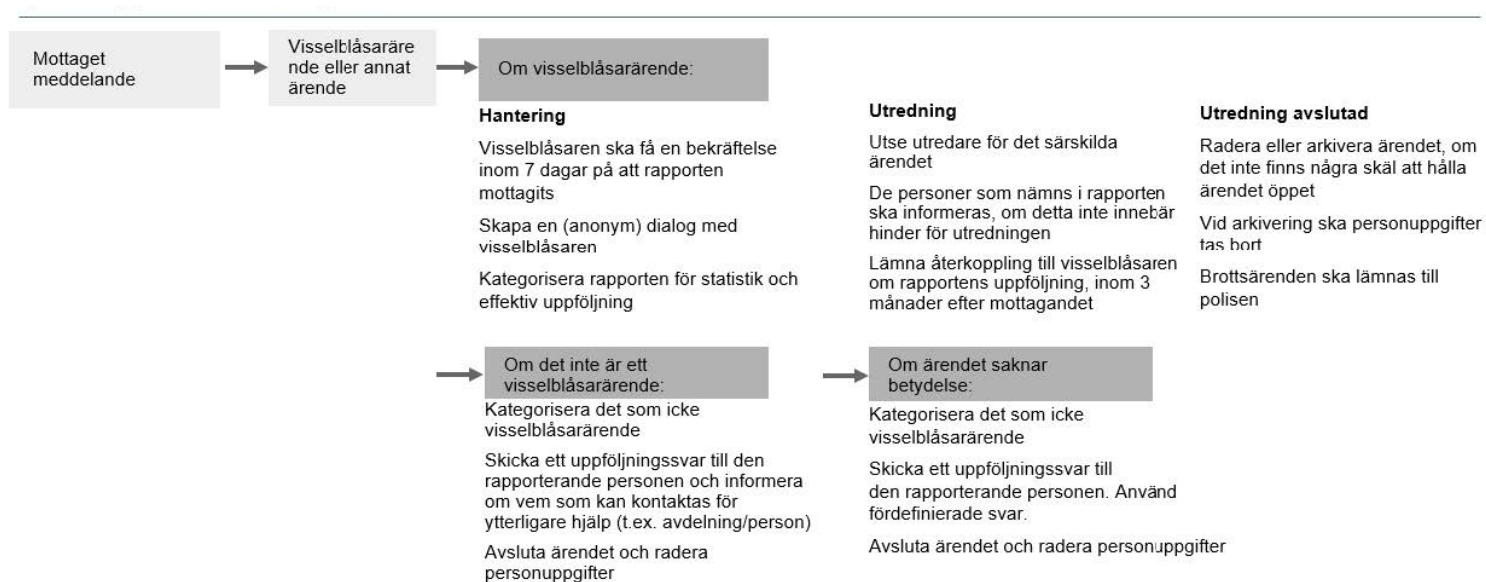 Mottaget
meddelande
Visselblåsaräre
nde eller annat
ärende
Om visselblåsarärende:
Hantering
Visselblåsaren ska få en bekräftelse
inom 7 dagar på att rapporten
mottagits
Skapa en (anonym) dialog med
visselblåsaren
Kategorisera rapporten för statistik och
effektiv uppföljning
Utredning
Utse utredare för det särskilda
ärendet
De personer som nämns i rapporten
ska informeras, om detta inte innebär
hinder för utredningen
Lämna återkoppling till visselblåsaren
om rapportens uppföljning, inom 3
månader efter mottagandet
Utredning avslutad
Radera eller arkivera ärendet, om
det inte finns några skäl att hålla
ärendet öppet
Vid arkivering ska personuppgifter
tas bort
Brottsärenden ska lämnas till
polisen
Om det inte är ett
visselblåsarärende:
Kategorisera det som icke
visselblåsarärende
Skicka ett uppföljningssvar till den
rapporterande personen och informera
om vem som kan kontaktas för
ytterligare hjälp (t.ex. avdelning/person)
Avsluta ärendet och radera
personuppgifter
Om ärendet saknar
betydelse:
Kategorisera det som icke
visselblåsarärende
Skicka ett uppföljningssvar till
den rapporterande personen. Använd
fördefinierade svar.
Avsluta ärendet och radera personuppgifter